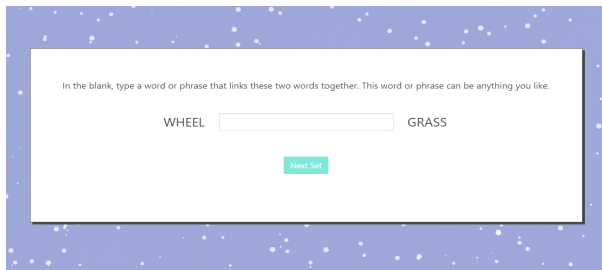 In the blank, type a word or phrase that links these two words together. This word or phrase can be anything you like.
WHEEL GRASS
Next Set